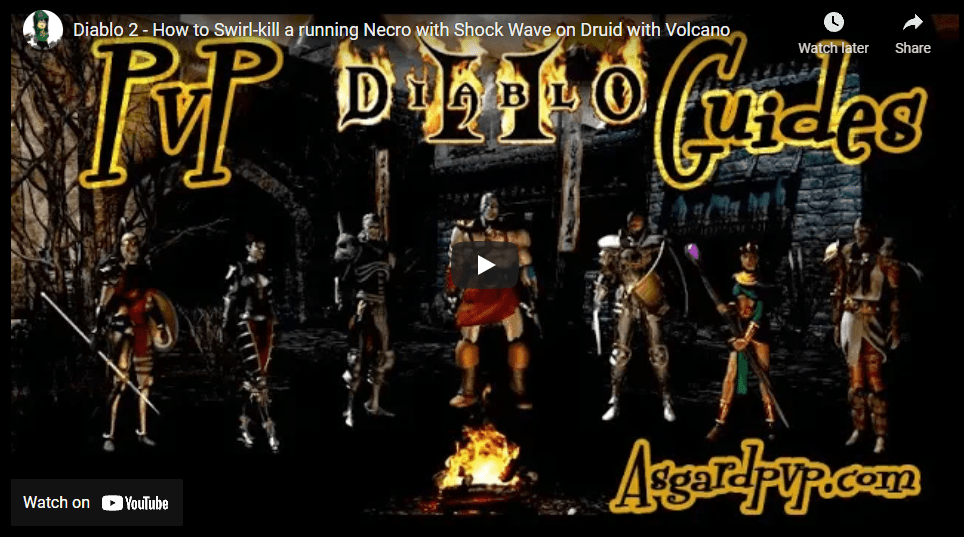 Diablo 2 - How to Swirl-kill a running Necro with Shock Wave on Druid with Volcano
Watch later
Share
PvP DiAblO II Guides
Asgardpvp.com
Watch on YouTube